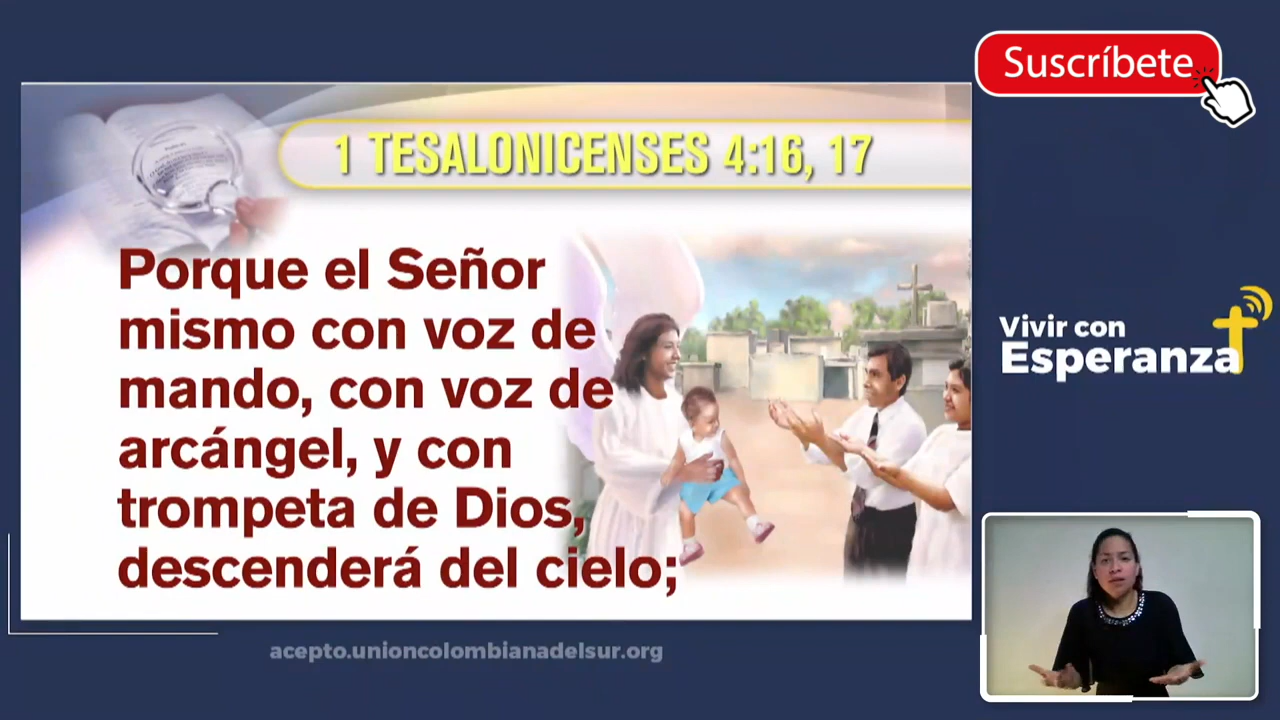 Suscríbete
1 TESALONICENSES 4:16, 17
Porque el Señor
mismo con voz de
mando, con voz de
arcángel, y con
trompeta de Dios,
descenderá del cielo;
Vivir con
Esperanza
acepto.unioncolombianadelsur.org